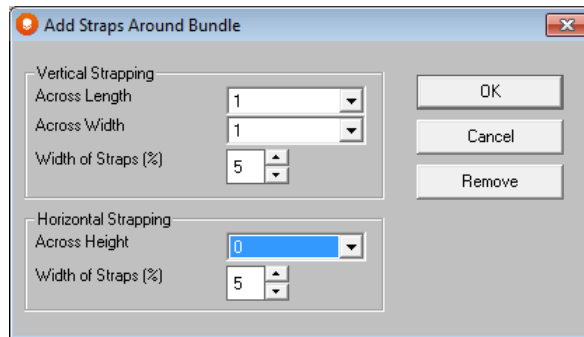 Add Straps Around Bundle
Vertical Strapping
Across Length 1
Across Width 1
Width of Straps (%) 5
Horizontal Strapping
Across Height 0
Width of Straps (%) 5
OK
Cancel
Remove